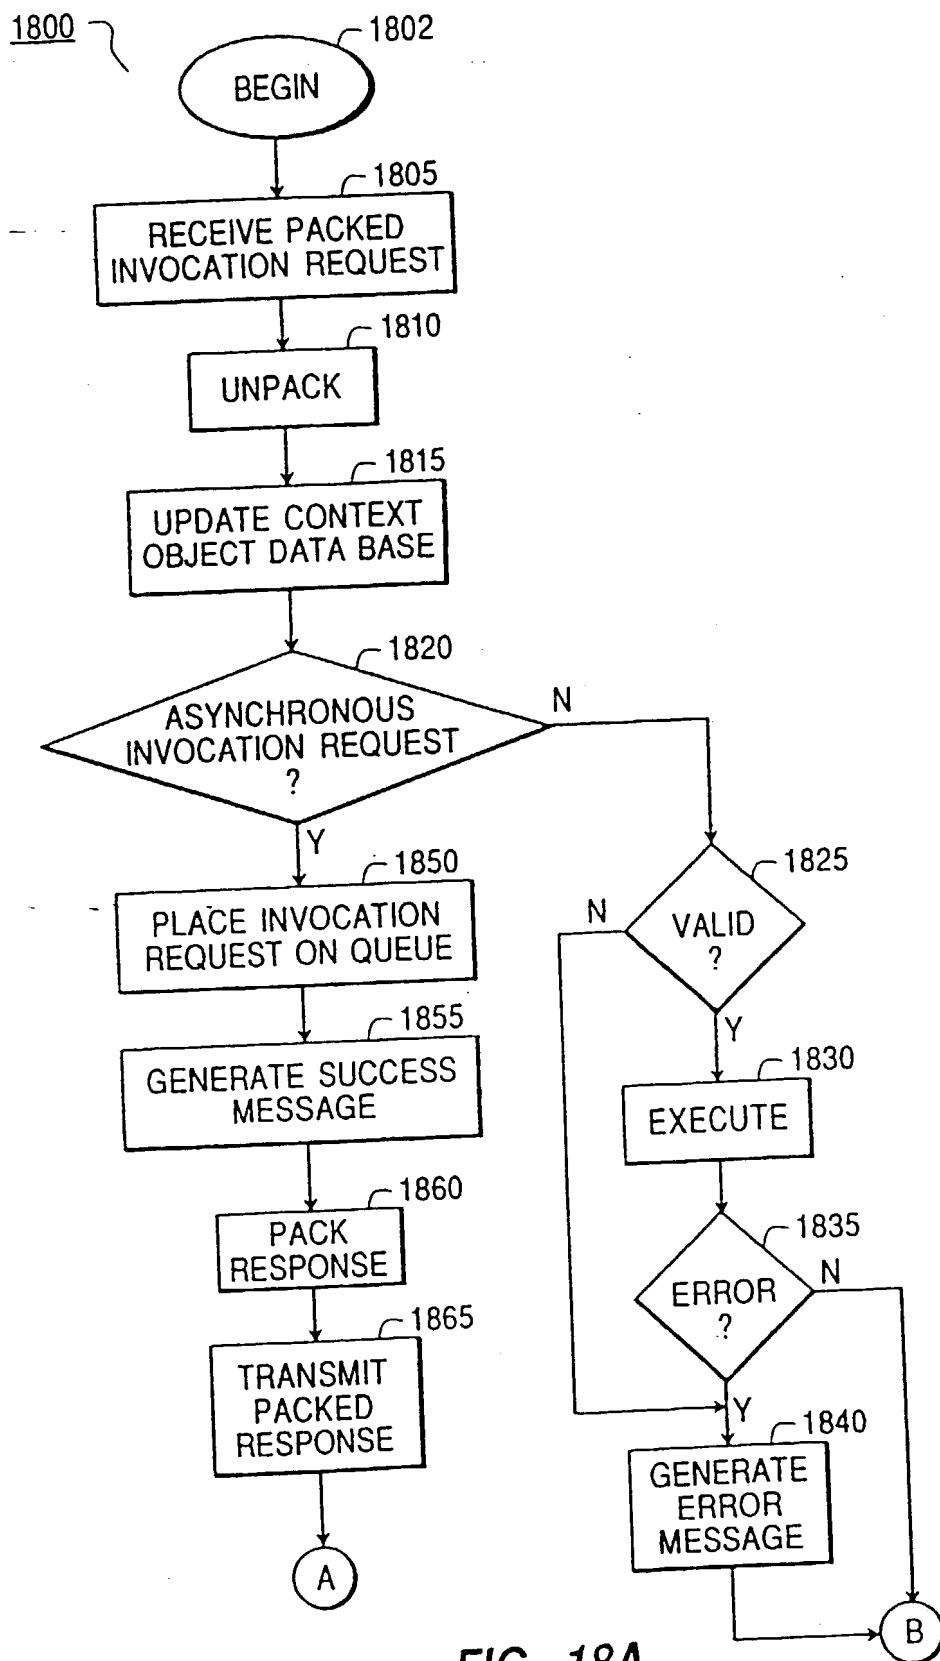 1800
1802
BEGIN
1805
RECEIVE PACKED
INVOCATION REQUEST
1810
UNPACK
1815
UPDATE CONTEXT
OBJECT DATA BASE
1820
ASYNCHRONOUS
INVOCATION REQUEST
?
N
Y
1850
PLACE INVOCATION
REQUEST ON QUEUE
1855
GENERATE SUCCESS
MESSAGE
1860
PACK
RESPONSE
1865
TRANSMIT
PACKED
RESPONSE
A
1825
VALID
?
N
Y
1830
EXECUTE
1835
ERROR
?
N
Y
1840
GENERATE
ERROR
MESSAGE
B
FIG. 18A